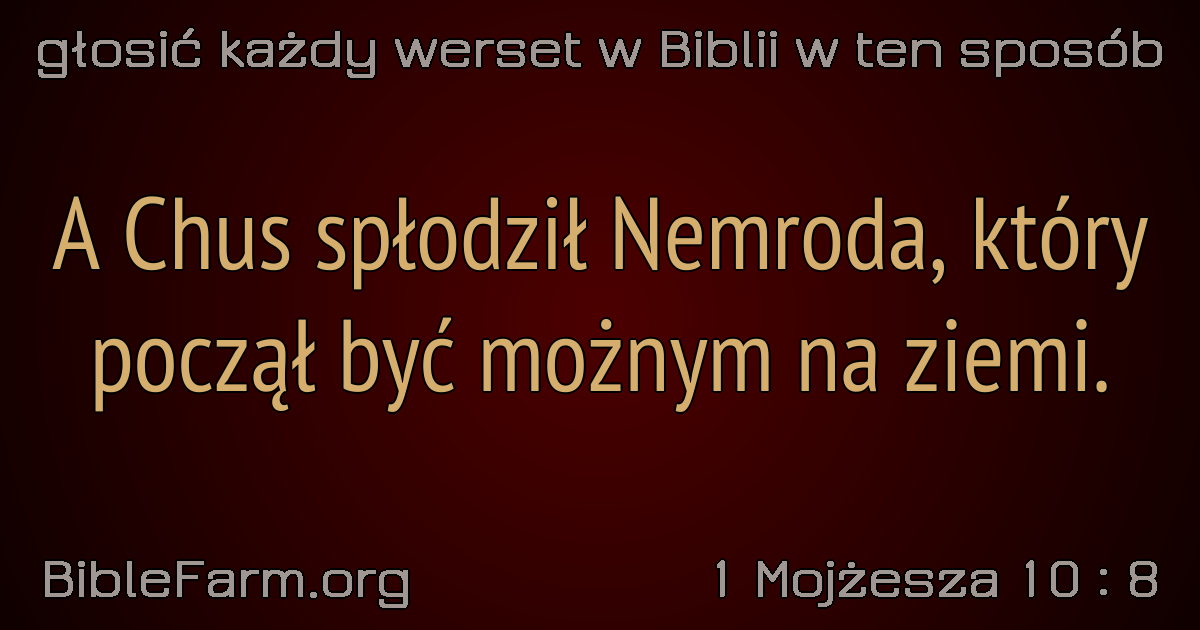 głosić każdy werset w Biblii w ten sposób
A Chus spłodził Nemroda, który
począł być możnym na ziemi.
BibleFarm.org
1 Mojżesza 10 : 8